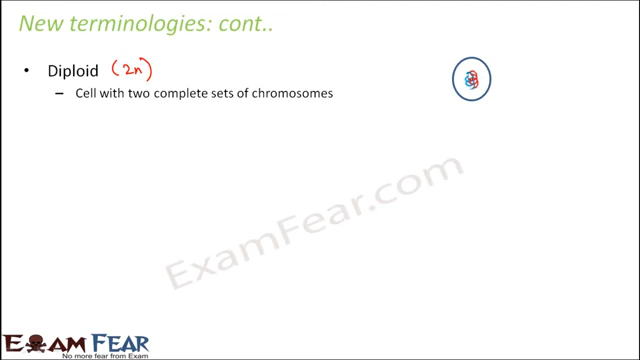 New terminologies: cont..
• Diploid (2n)
– Cell with two complete sets of chromosomes
ExamFear.com
EXAM FEAR
No more fear from Exam